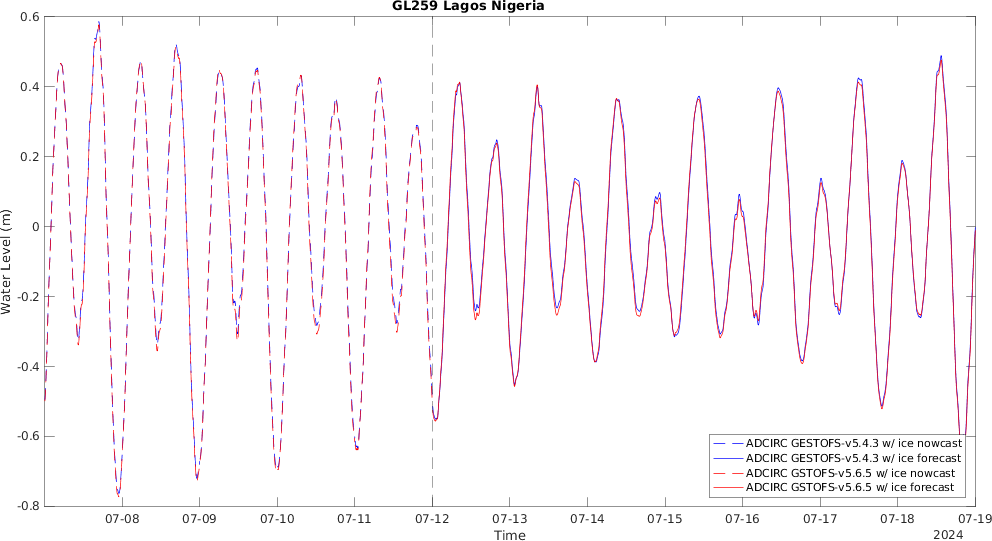 GL259 Lagos Nigeria
Water Level (m)
0.6
0.4
0.2
0
-0.2
-0.4
-0.6
-0.8
ADCIRC GESTOFS-v5.4.3 w/ ice nowcast
ADCIRC GESTOFS-v5.4.3 w/ ice forecast
ADCIRC GSTOFS-v5.6.5 w/ ice nowcast
ADCIRC GSTOFS-v5.6.5 w/ ice forecast
07-08 07-09 07-10 07-11 07-12 07-13 07-14 07-15 07-16 07-17 07-18 07-19
Time
2024